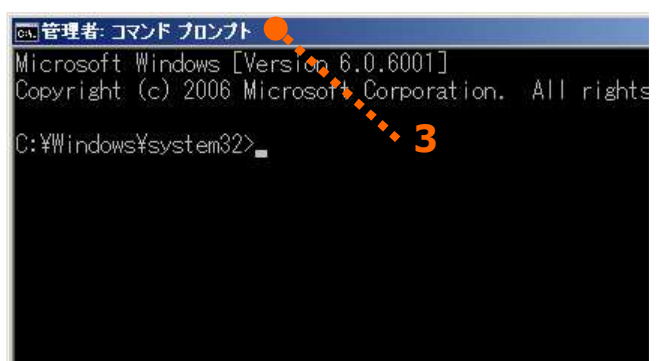 管理者: コマンド プロンプト
Microsoft Windows [Version 6.0.6001]
Copyright (c) 2006 Microsoft Corporation.  All rights
C:¥Windows¥system32>
3